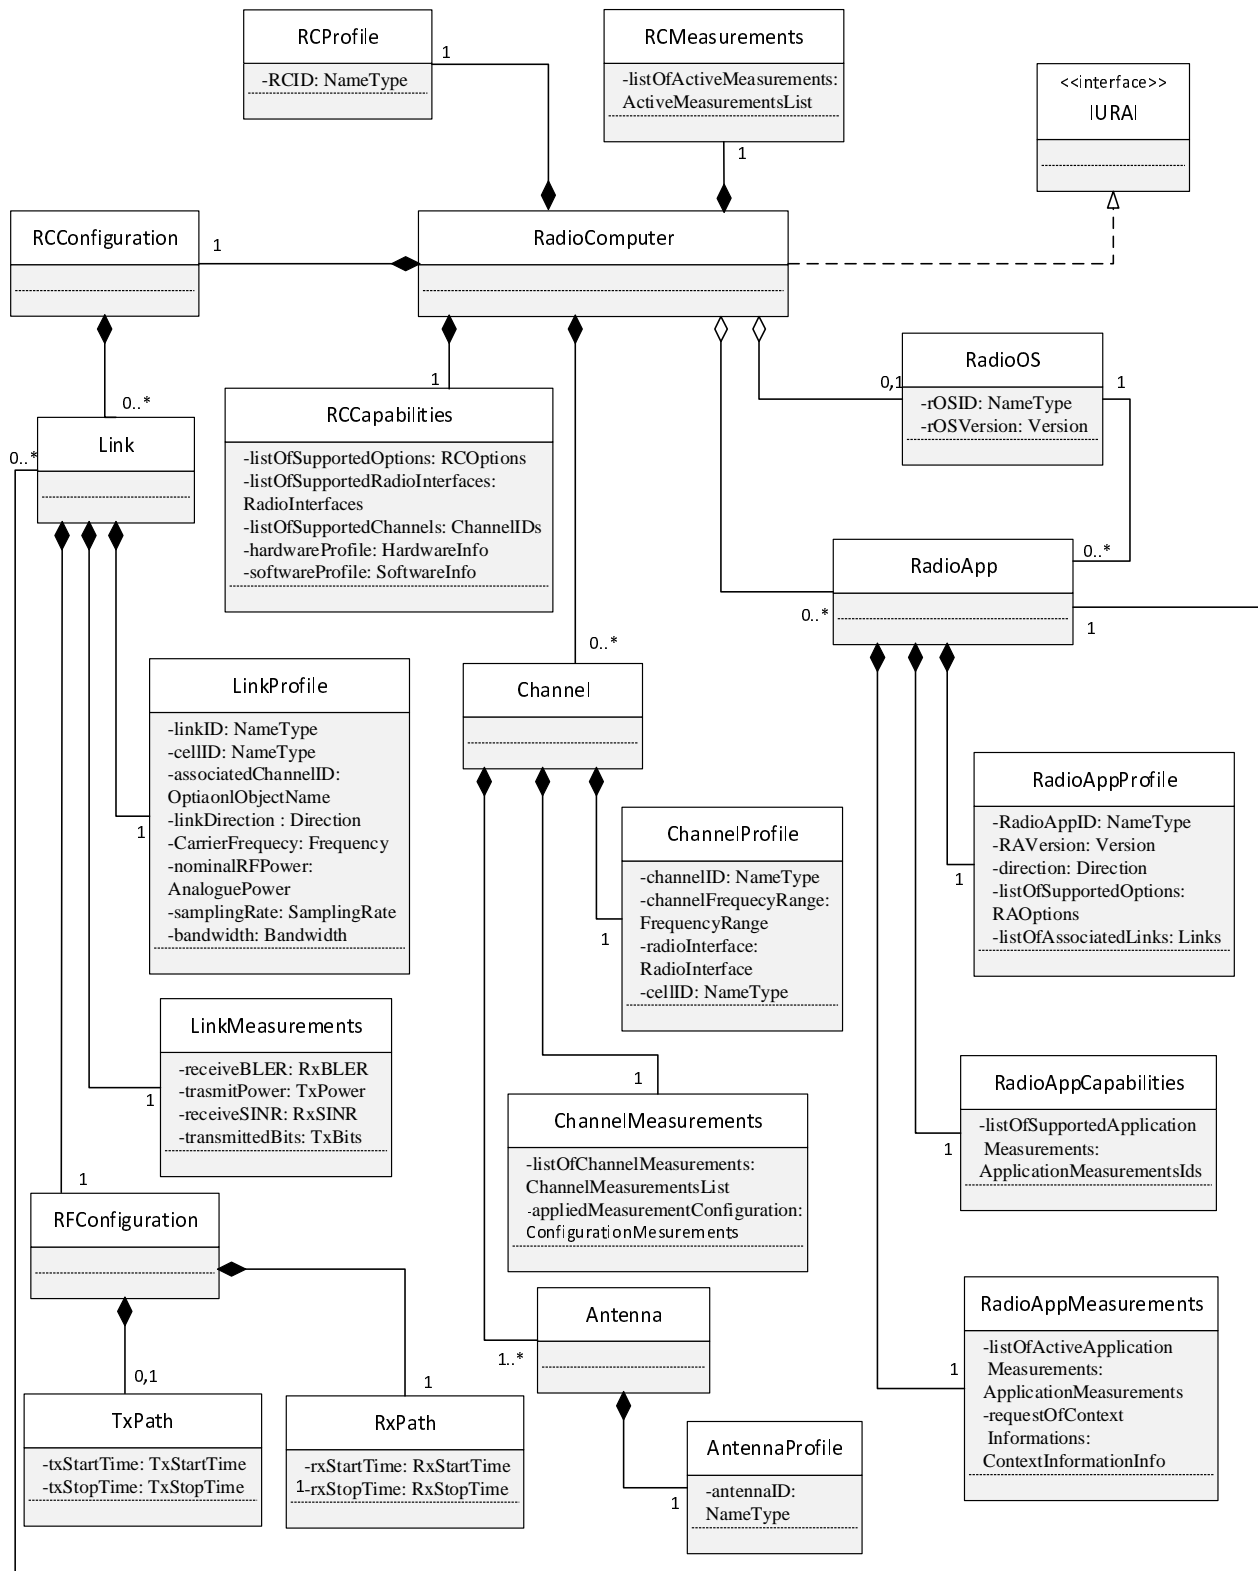 RCProfile
1
-RCID: NameType
RCMeasurements
-listOfActiveMeasurements:
ActiveMeasurementsList
1
<<interface>>
IURAI
RCConfiguration
1
RadioComputer
RadioOS
0,1
1
-rOSID: NameType
-rOSVersion: Version
1
RCCapabilities
-listOfSupportedOptions: RCOptions
-listOfSupportedRadioInterfaces:
RadioInterfaces
-listOfSupportedChannels: ChannelIDs
-hardwareProfile: HardwareInfo
-softwareProfile: SoftwareInfo
0..*
Link
0..*
0..*
RadioApp
0..*
1
0..*
Channel
LinkProfile
-linkID: NameType
-cellID: NameType
-associatedChannelID:
OptiaonlObjectName
-linkDirection : Direction
-CarrierFrequecy: Frequency
-nominalRFPower:
AnaloguePower
-samplingRate: SamplingRate
-bandwidth: Bandwidth
1
ChannelProfile
-channelID: NameType
-channelFrequecyRange:
FrequencyRange
-radioInterface:
RadioInterface
-cellID: NameType
1
RadioAppProfile
-RadioAppID: NameType
-RAVersion: Version
-direction: Direction
-listOfSupportedOptions:
RAOptions
-listOfAssociatedLinks: Links
1
LinkMeasurements
-receiveBLER: RxBLER
-trasmitPower: TxPower
-receiveSINR: RxSINR
-transmittedBits: TxBits
1
1
ChannelMeasurements
-listOfChannelMeasurements:
ChannelMeasurementsList
-appliedMeasurementConfiguration:
ConfigurationMesurements
RadioAppCapabilities
-listOfSupportedApplication
Measurements:
ApplicationMeasurementsIds
1
1
RFConfiguration
Antenna
1..*
RadioAppMeasurements
-listOfActiveApplication
Measurements:
ApplicationMeasurements
-requestOfContext
Informations:
ContextInformationInfo
1
0,1
TxPath
-txStartTime: TxStartTime
-txStopTime: TxStopTime
1
RxPath
-rxStartTime: RxStartTime
1-rxStopTime: RxStopTime
AntennaProfile
-antennaID:
NameType
1